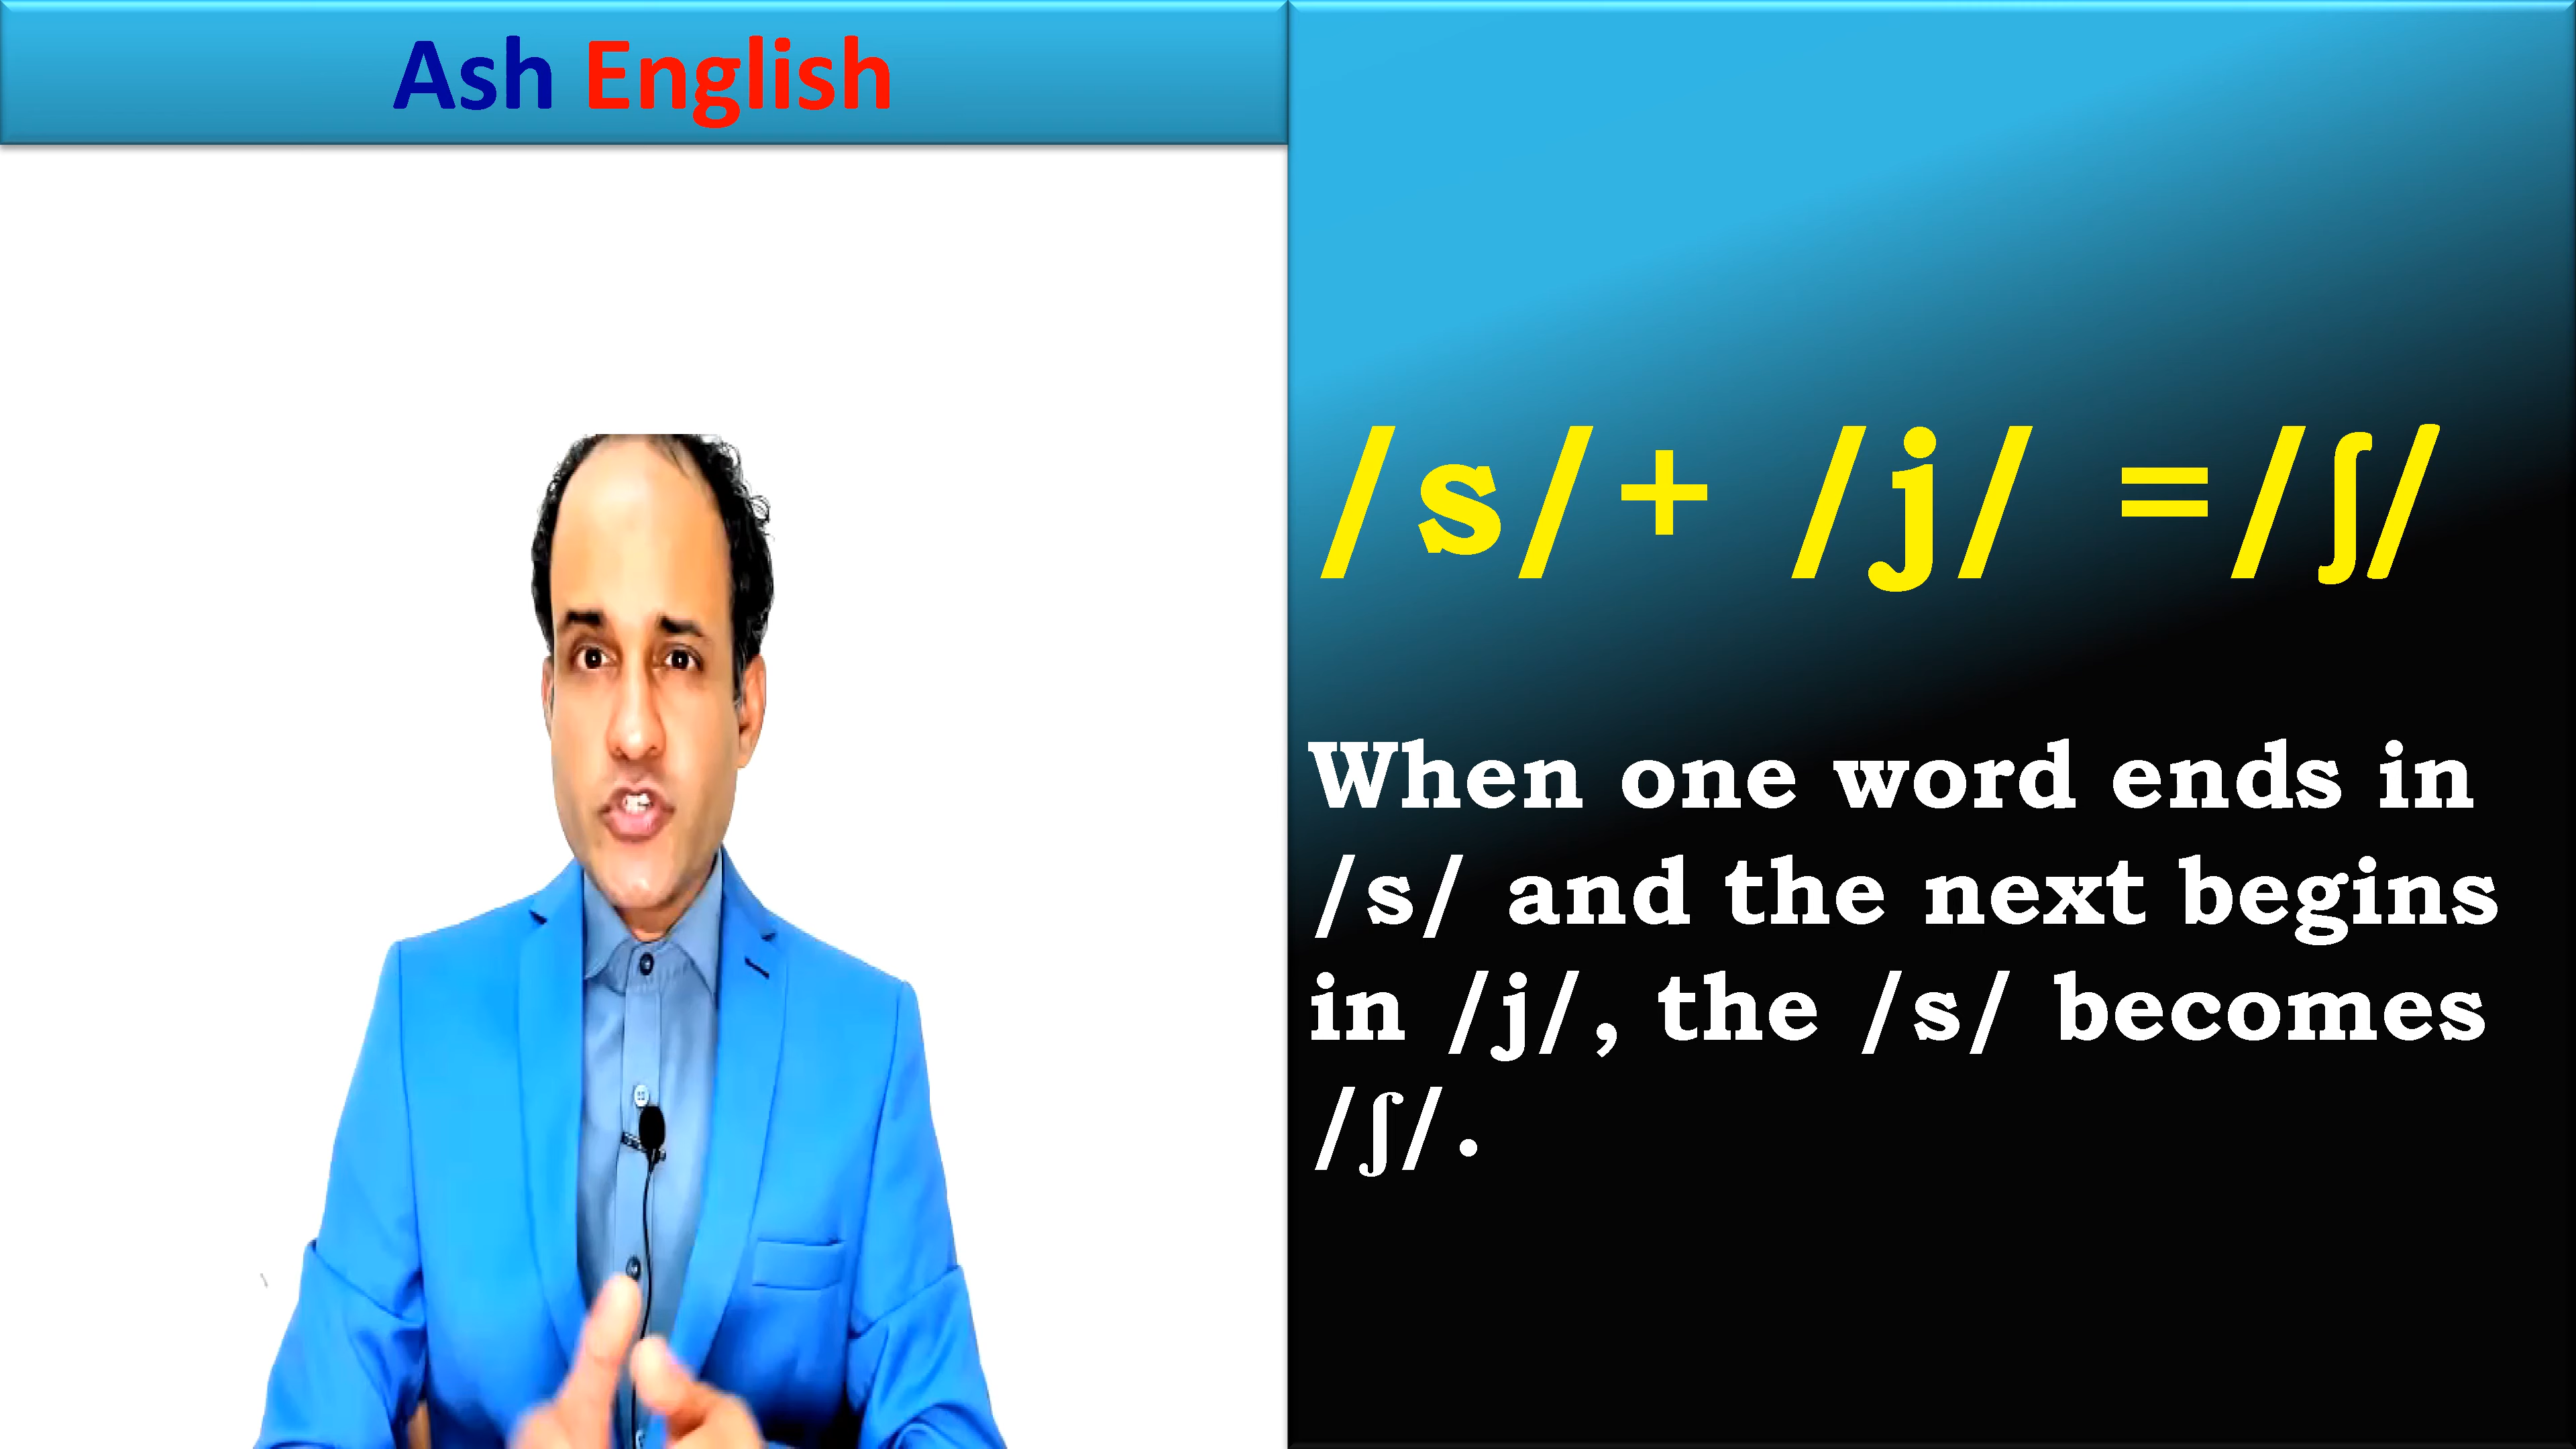 Ash English
/s/+ /j/ =/ʃ/
When one word ends in
/s/ and the next begins
in /j/, the /s/ becomes
/ʃ/.